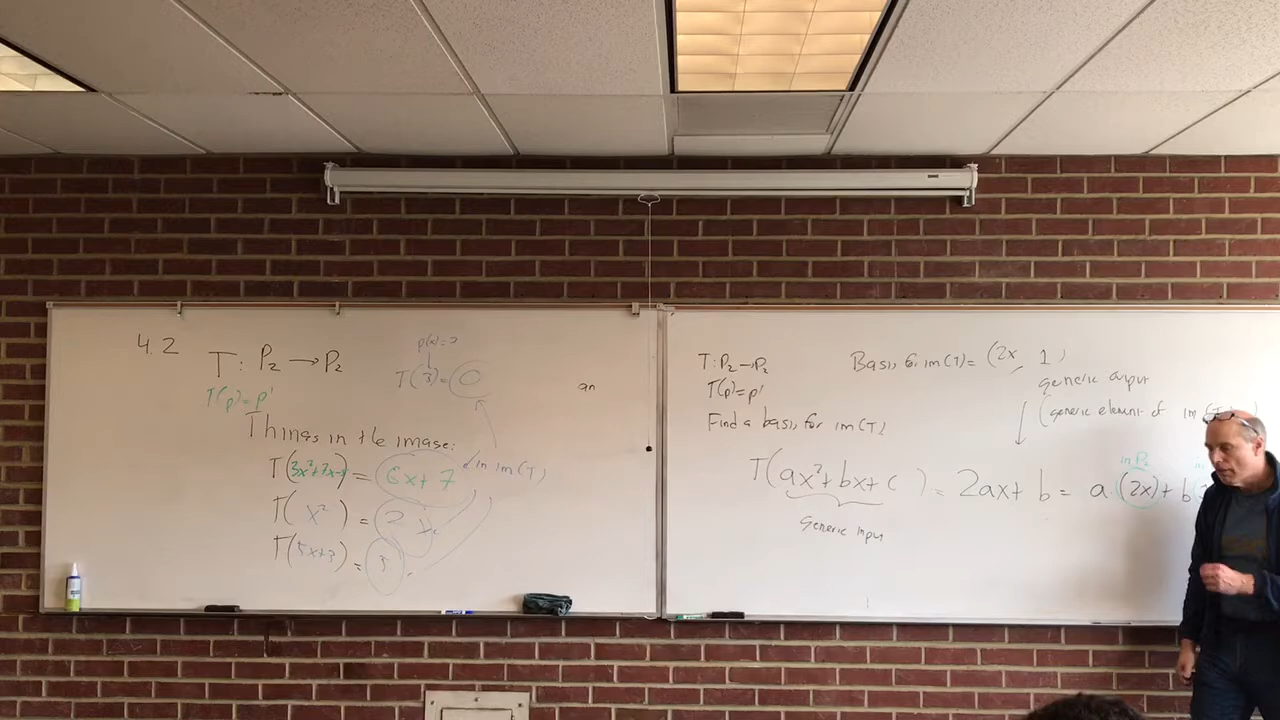 4.2
T: P₂ → P₂
T(p) = p'
p(x)=3
T(3) = 0
Things in the image:
T(3x²+7x-1) = 6x+7
in im(T)
T(x²) = 2x
T(5x+3) = 5
an
T: P₂ → P₂
T(p) = p'
Find a basis for im(T)
Basis for im(T) = (2x, 1)
generic output
(generic element of im(T))
T(ax²+bx+c) = 2ax + b = a·(2x) + b
in P₂
generic input